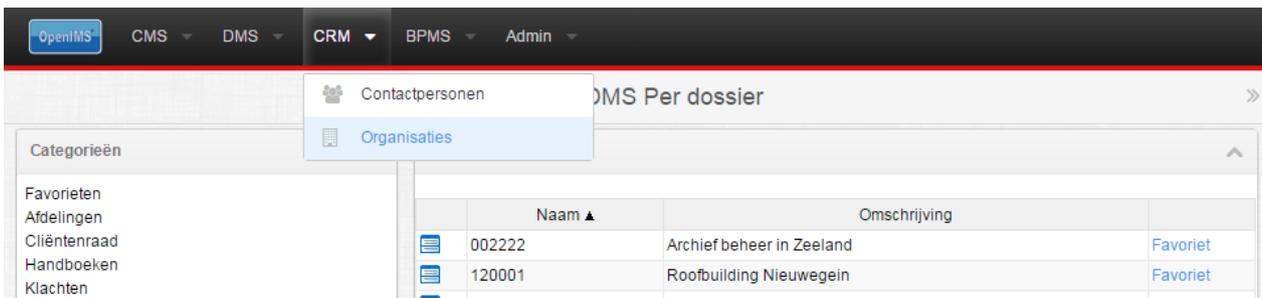 OpenIMS CMS DMS CRM BPMS Admin
Contactpersonen
DMS Per dossier
Organisaties
Categorieën
Favorieten
Afdelingen
Cliëntenraad
Handboeken
Klachten
Naam ▲ Omschrijving
002222 Archief beheer in Zeeland Favoriet
120001 Roofbuilding Nieuwegein Favoriet